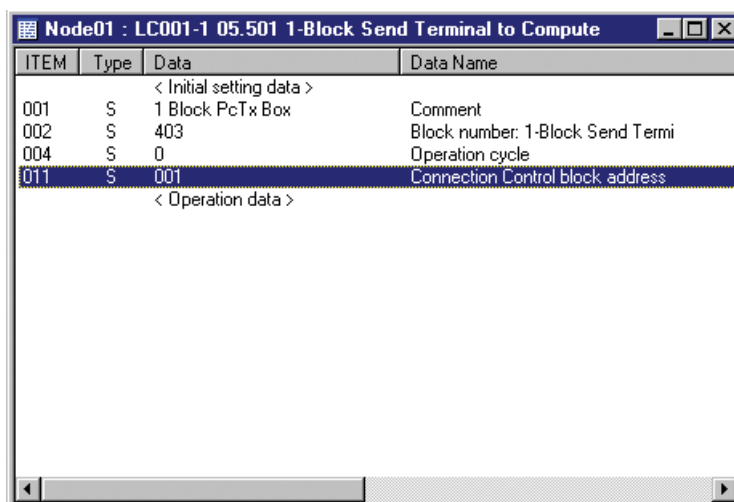 Node01 : LC001-1 05.501 1-Block Send Terminal to Compute
ITEM Type Data Data Name
< Initial setting data >
001 S 1 Block PcTx Box Comment
002 S 403 Block number: 1-Block Send Termi
004 S 0 Operation cycle
011 S 001 Connection Control block address
< Operation data >